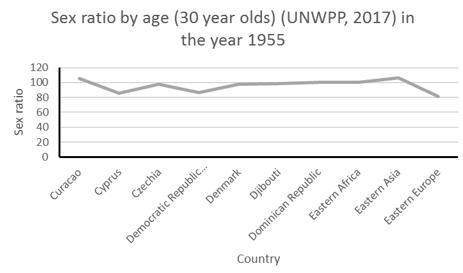 Sex ratio by age (30 year olds) (UNWPP, 2017) in
the year 1955
120
100
80
60
40
20
0
Sex ratio
Curacao
Cyprus
Czechia
Democratic Republic…
Denmark
Djibouti
Dominican Republic
Eastern Africa
Eastern Asia
Eastern Europe
Country